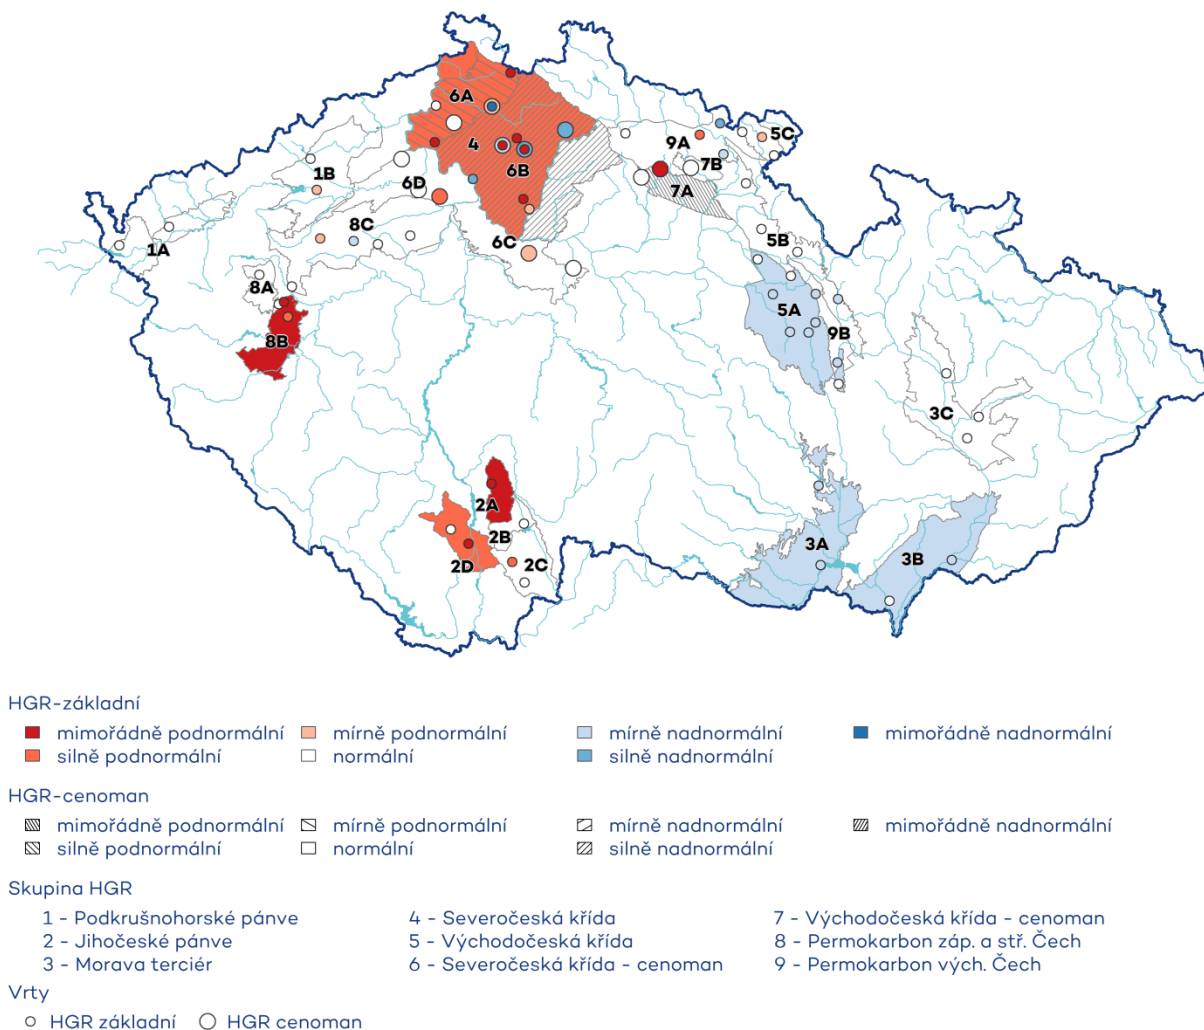 6A
4
6B
9A
5C
7B
1B
6D
7A
8C
6C
5B
1A
8A
5A
8B
9B
3C
2A
2B
3A
2D
2C
3B
HGR-základní
mimořádně podnormální mírně podnormální mírně nadnormální mimořádně nadnormální
silně podnormální normální silně nadnormální
HGR-cenoman
mimořádně podnormální mírně podnormální mírně nadnormální mimořádně nadnormální
silně podnormální normální silně nadnormální
Skupina HGR
1 - Podkrušnohorské pánve 4 - Severočeská křída 7 - Východočeská křída - cenoman
2 - Jihočeské pánve 5 - Východočeská křída 8 - Permokarbon záp. a stř. Čech
3 - Morava terciér 6 - Severočeská křída - cenoman 9 - Permokarbon vých. Čech
Vrty
HGR základní HGR cenoman